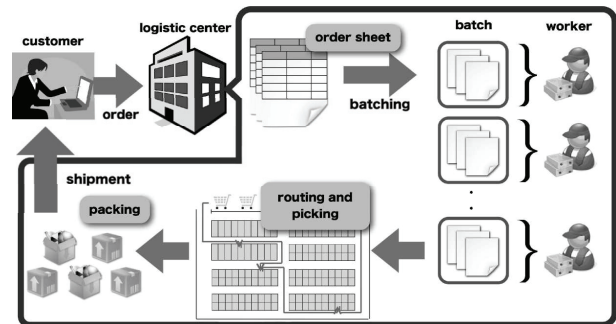 customer
logistic center
order
order sheet
batching
batch
worker
shipment
packing
routing and
picking